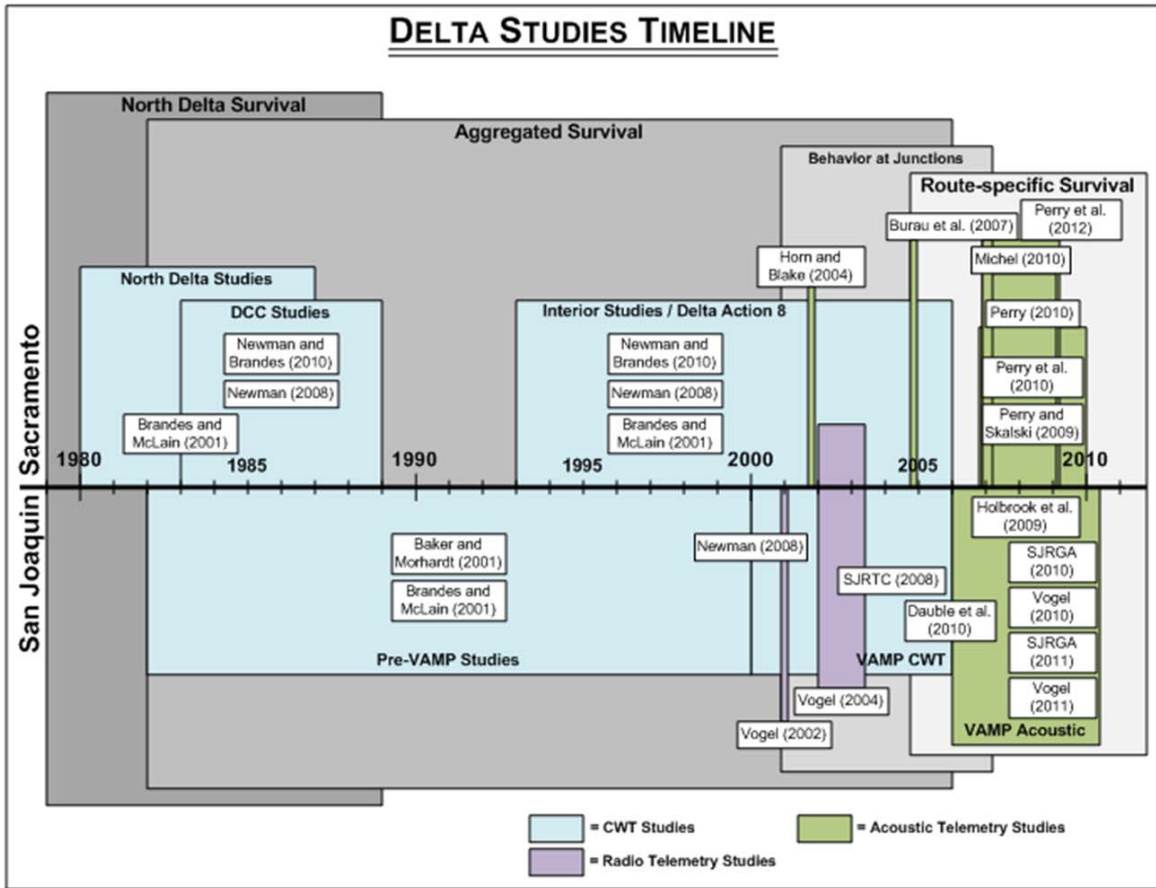 DELTA STUDIES TIMELINE
North Delta Survival
Aggregated Survival
Behavior at Junctions
Route-specific Survival
Perry et al.
(2012)
Burau et al. (2007)
Horn and
Blake (2004)
Michel (2010)
North Delta Studies
DCC Studies
Interior Studies / Delta Action 8
Perry (2010)
Newman and
Brandes (2010)
Newman and
Brandes (2010)
Perry et al.
(2010)
Newman (2008)
Newman (2008)
Brandes and
McLain (2001)
Brandes and
McLain (2001)
Perry and
Skalski (2009)
Sacramento
1980
1985
1990
1995
2000
2005
2010
San Joaquin
Holbrook et al.
(2009)
Baker and
Morhardt (2001)
Newman (2008)
SJRGA
(2010)
SJRTC (2008)
Brandes and
McLain (2001)
Vogel
(2010)
Dauble et al.
(2010)
SJRGA
(2011)
Pre-VAMP Studies
VAMP CWT
Vogel
(2011)
Vogel (2004)
Vogel (2002)
VAMP Acoustic
= CWT Studies
= Acoustic Telemetry Studies
= Radio Telemetry Studies